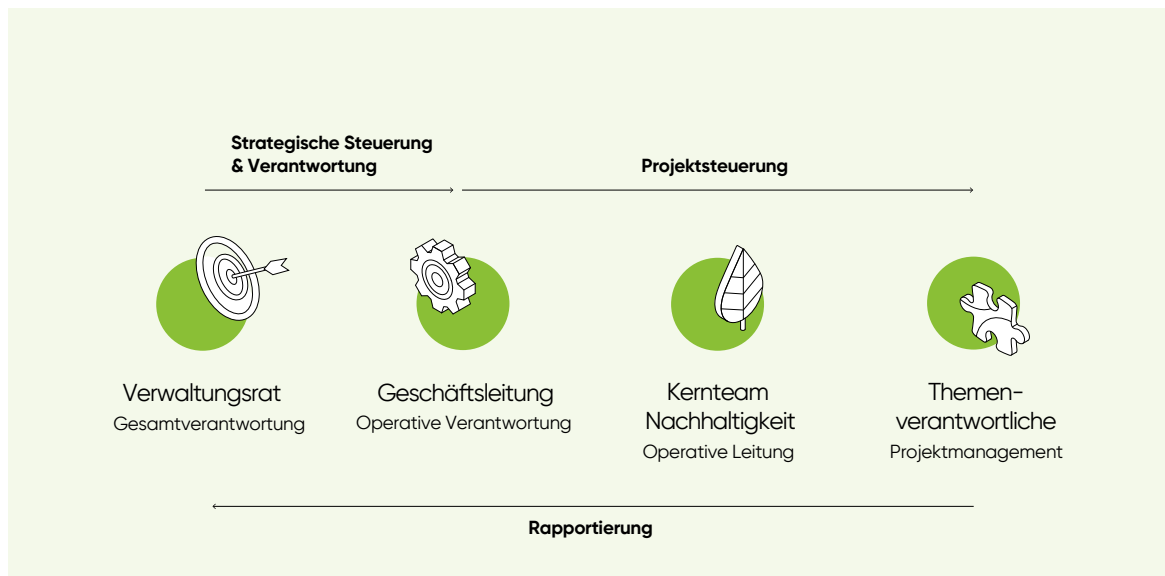 Strategische Steuerung
& Verantwortung
Projektsteuerung
Verwaltungsrat
Gesamtverantwortung
Geschäftsleitung
Operative Verantwortung
Kernteam
Nachhaltigkeit
Operative Leitung
Themen-
verantwortliche
Projektmanagement
Rapportierung